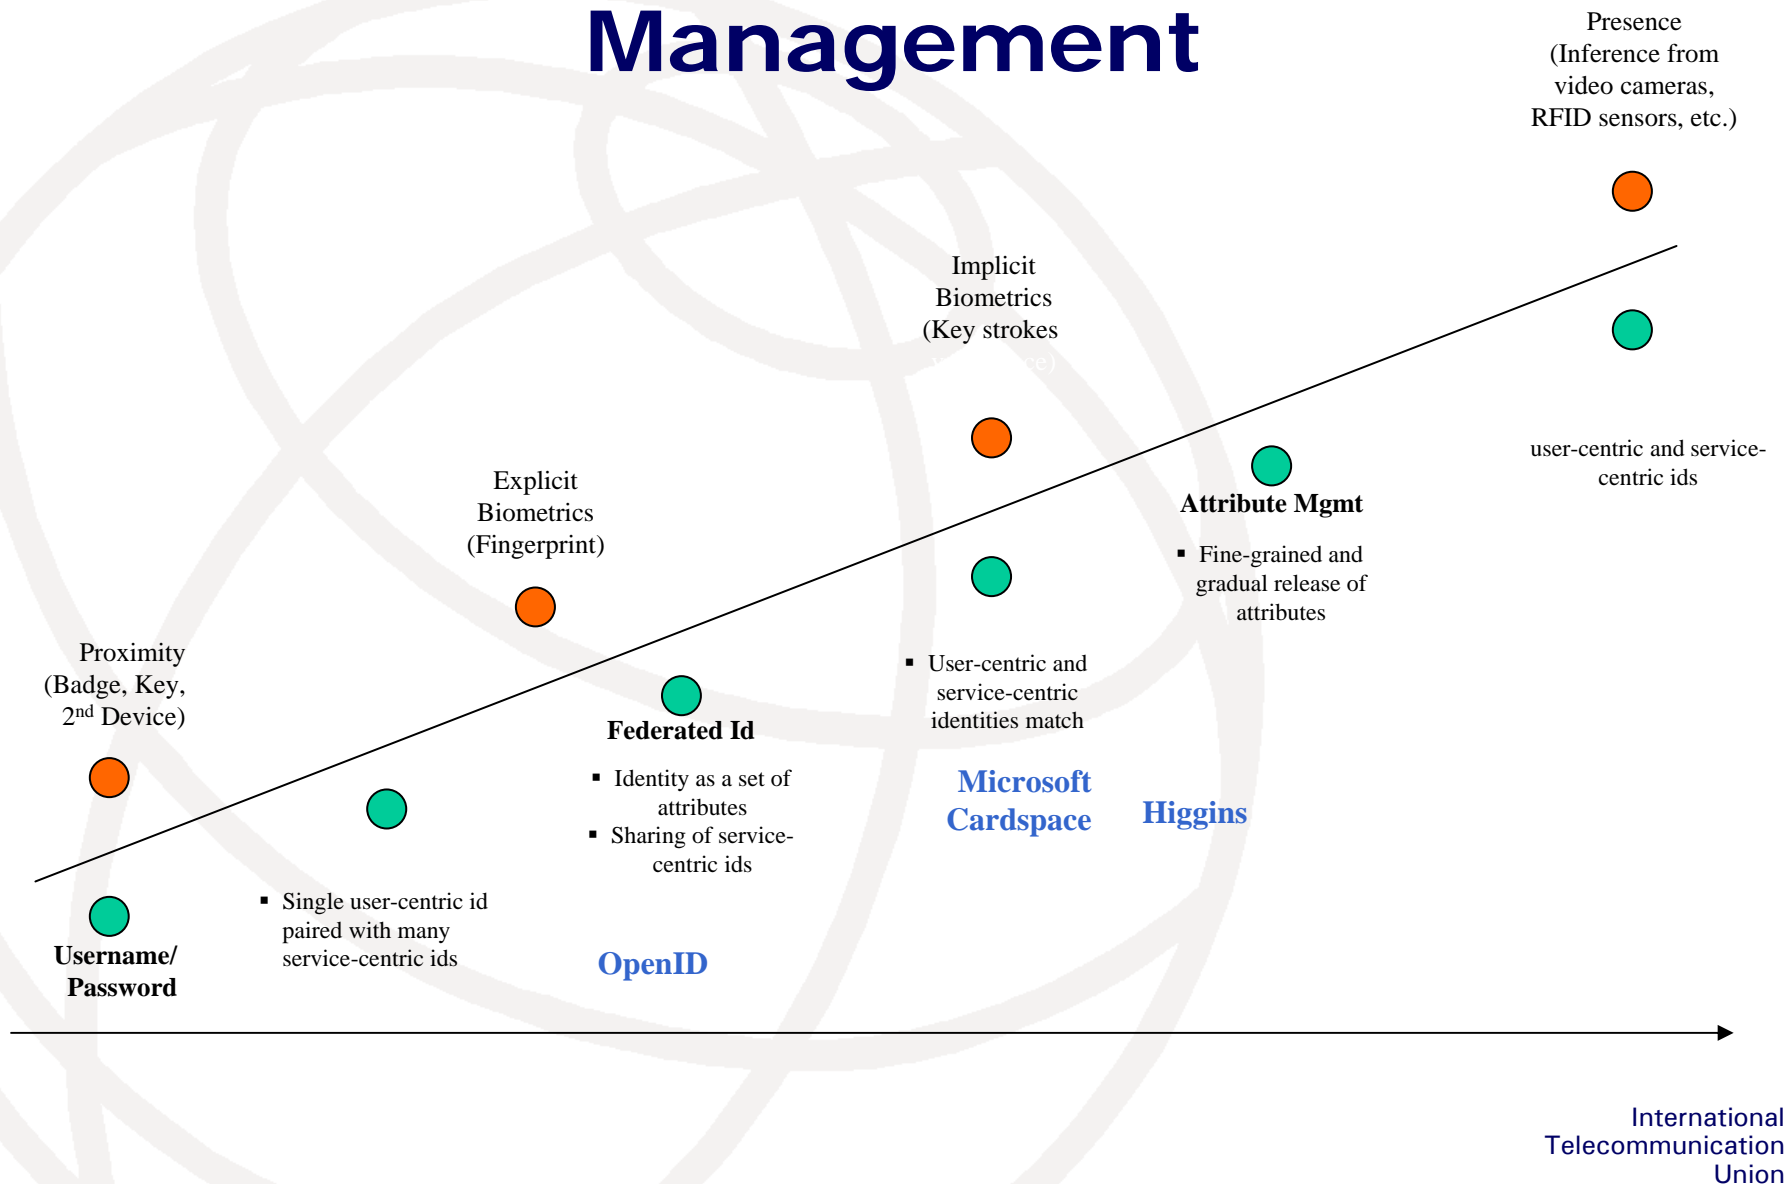 Management
Presence
(Inference from
video cameras,
RFID sensors, etc.)
Implicit
Biometrics
(Key strokes
user-centric and service-
centric ids
Explicit
Biometrics
(Fingerprint)
Attribute Mgmt
▪ Fine-grained and
gradual release of
attributes
Proximity
(Badge, Key,
2nd Device)
▪ User-centric and
service-centric
identities match
Federated Id
▪ Identity as a set of
attributes
▪ Sharing of service-
centric ids
Microsoft
Cardspace
Higgins
▪ Single user-centric id
paired with many
service-centric ids
Username/
Password
OpenID
International
Telecommunication
Union